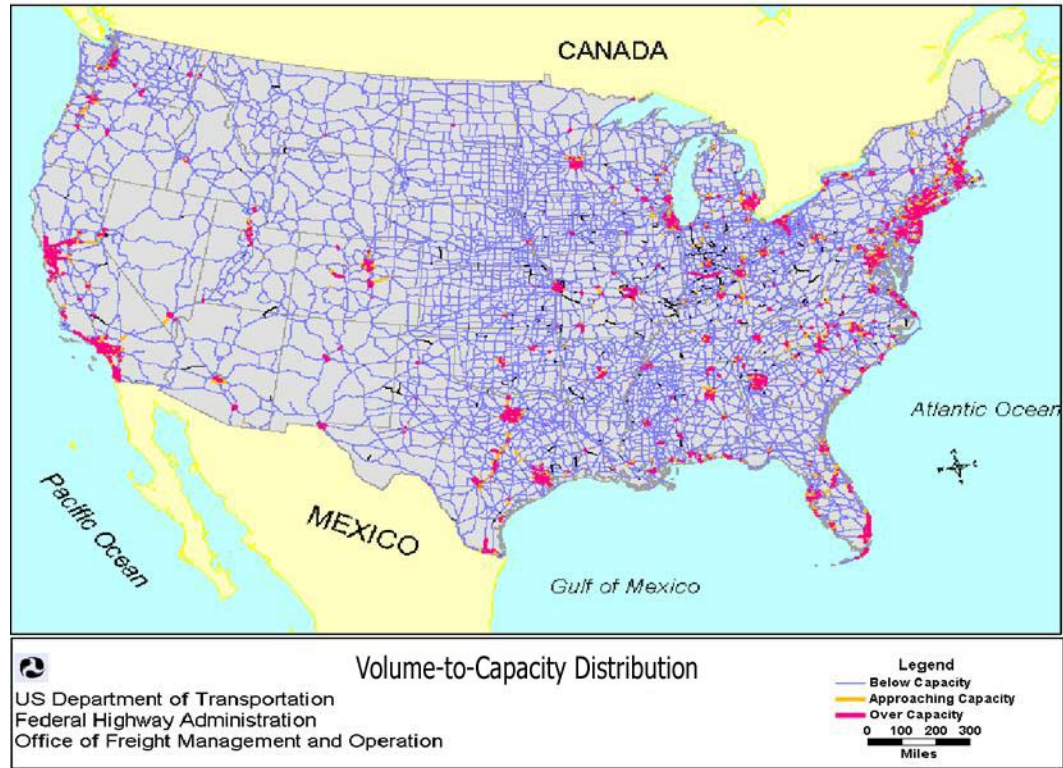 CANADA
Atlantic Ocean
Pacific Ocean
MEXICO
Gulf of Mexico
Volume-to-Capacity Distribution
US Department of Transportation
Federal Highway Administration
Office of Freight Management and Operation
Legend
Below Capacity
Approaching Capacity
Over Capacity
0 100 200 300
Miles